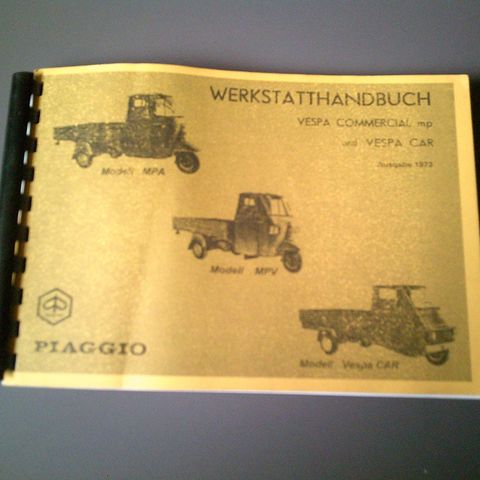 WERKSTATTHANDBUCH
VESPA COMMERCIAL, mp
und VESPA CAR
Ausgabe 1973
Modell MPA
Modell MPV
PIAGGIO
Modell Vespa CAR